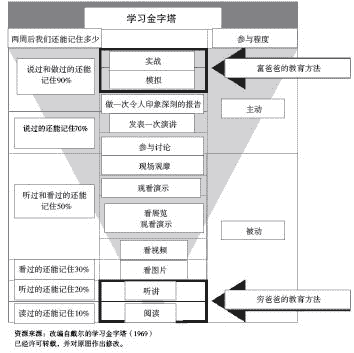 学习金字塔
两周后我们还能记住多少
参与程度
说过和做过的还能
记住90%
实战
模拟
富爸爸的教育方法
做一次令人印象深刻的报告
主动
说过的还能记住70%
发表一次演讲
参与讨论
现场观摩
听过和看过的还能
记住50%
观看演示
看展览
观看演示
被动
看视频
看过的还能记住30%
看图片
听过的还能记住20%
听讲
穷爸爸的教育方法
读过的还能记住10%
阅读
资源来源：改编自戴尔的学习金字塔（1969）
已经许可转载，并对原图作出修改。